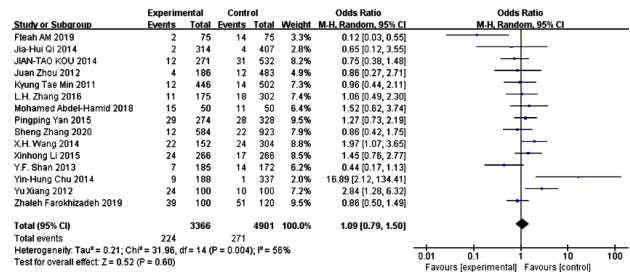 Experimental Control Odds Ratio Odds Ratio
Study or Subgroup Events Total Events Total Weight M-H, Random, 95% CI M-H, Random, 95% CI
Fteah AM 2019 2 75 14 75 3.3% 0.12 [0.03, 0.55]
Jia-Hui Qi 2014 2 314 4 407 2.8% 0.65 [0.12, 3.55]
JIAN-TAO KOU 2014 12 271 31 532 8.8% 0.75 [0.38, 1.48]
Juan Zhou 2012 4 186 12 483 5.2% 0.86 [0.27, 2.71]
Kyung Tae Min 2011 12 446 14 502 7.9% 0.96 [0.44, 2.11]
L.H. Zhang 2016 11 175 18 302 8.0% 1.06 [0.49, 2.30]
Mohamed Abdel-Hamid 2018 15 50 11 50 7.0% 1.52 [0.62, 3.74]
Pingping Yan 2015 29 274 28 328 10.4% 1.27 [0.73, 2.19]
Sheng Zhang 2020 12 584 22 923 8.5% 0.86 [0.42, 1.75]
X.H. Wang 2014 22 152 24 304 9.5% 1.97 [1.07, 3.65]
Xinhong Li 2015 24 266 17 266 9.1% 1.45 [0.76, 2.77]
Y.F. Shan 2013 7 185 14 172 6.6% 0.44 [0.17, 1.13]
Yin-Hung Chu 2014 9 188 1 337 2.0% 16.89 [2.12, 134.41]
Yu Xiang 2012 24 100 10 100 7.7% 2.84 [1.28, 6.32]
Zhaleh Farokhizadeh 2019 39 100 51 120 10.6% 0.86 [0.50, 1.49]
Total (95% CI) 3366 4901 100.0% 1.09 [0.79, 1.50]
Total events 224 271
Heterogeneity: Tau² = 0.21; Chi² = 31.96, df = 14 (P = 0.004); I² = 56%
Test for overall effect: Z = 0.52 (P = 0.60)
0.01 0.1 1 10 100
Favours [experimental] Favours [control]